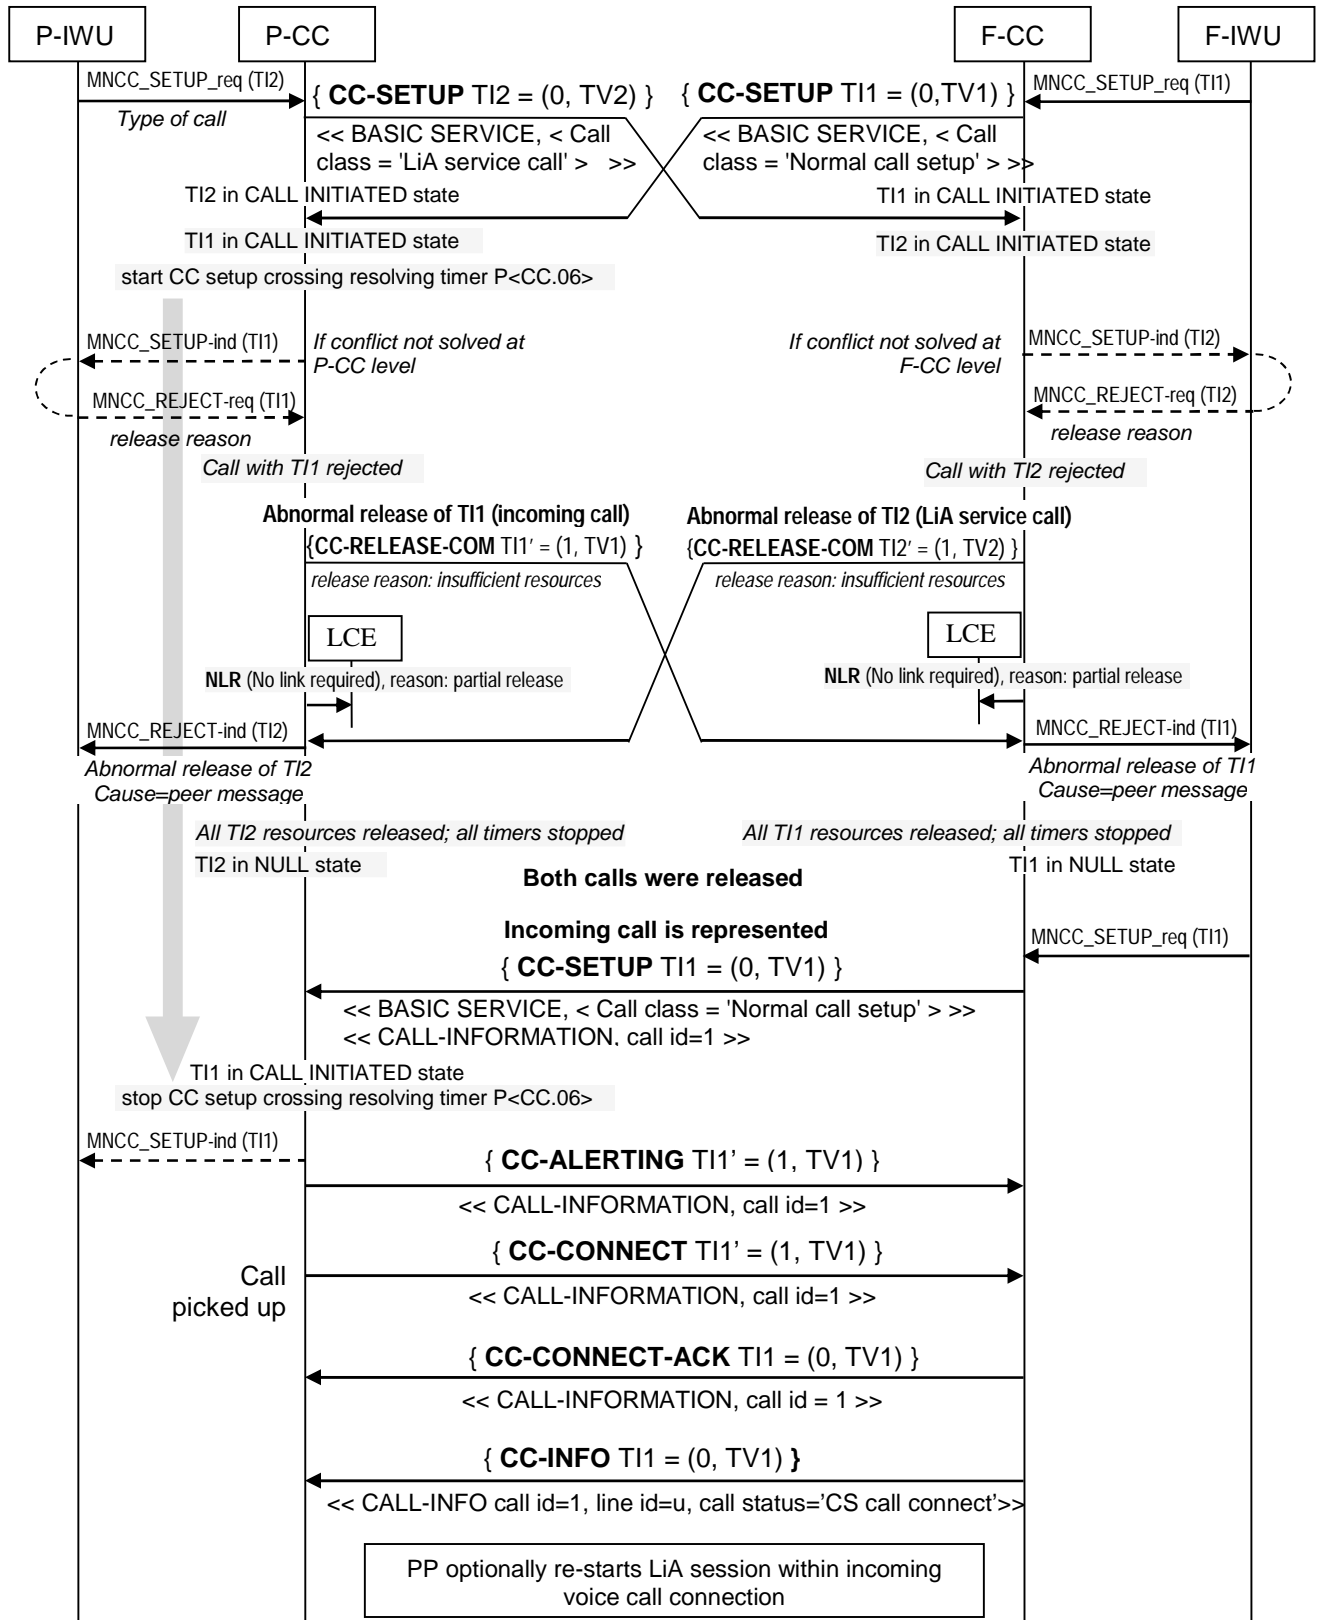 P-IWU P-CC F-CC F-IWU
MNCC_SETUP_req (TI2)
Type of call
{ CC-SETUP TI2 = (0, TV2) }
{ CC-SETUP TI1 = (0,TV1) }
MNCC_SETUP_req (TI1)
<< BASIC SERVICE, < Call
class = 'LiA service call' > >>
<< BASIC SERVICE, < Call
class = 'Normal call setup' > >>
TI2 in CALL INITIATED state
TI1 in CALL INITIATED state
TI1 in CALL INITIATED state
TI2 in CALL INITIATED state
start CC setup crossing resolving timer P<CC.06>
MNCC_SETUP-ind (TI1)
If conflict not solved at
P-CC level
If conflict not solved at
F-CC level
MNCC_SETUP-ind (TI2)
MNCC_REJECT-req (TI1)
release reason
MNCC_REJECT-req (TI2)
release reason
Call with TI1 rejected
Call with TI2 rejected
Abnormal release of TI1 (incoming call)
{CC-RELEASE-COM TI1' = (1, TV1) }
release reason: insufficient resources
Abnormal release of TI2 (LiA service call)
{CC-RELEASE-COM TI2' = (1, TV2) }
release reason: insufficient resources
LCE
LCE
NLR (No link required), reason: partial release
NLR (No link required), reason: partial release
MNCC_REJECT-ind (TI2)
MNCC_REJECT-ind (TI1)
Abnormal release of TI2
Cause=peer message
Abnormal release of TI1
Cause=peer message
All TI2 resources released; all timers stopped
All TI1 resources released; all timers stopped
TI2 in NULL state
TI1 in NULL state
Both calls were released
Incoming call is represented
MNCC_SETUP_req (TI1)
{ CC-SETUP TI1 = (0, TV1) }
<< BASIC SERVICE, < Call class = 'Normal call setup' > >>
<< CALL-INFORMATION, call id=1 >>
TI1 in CALL INITIATED state
stop CC setup crossing resolving timer P<CC.06>
MNCC_SETUP-ind (TI1)
{ CC-ALERTING TI1’ = (1, TV1) }
<< CALL-INFORMATION, call id=1 >>
{ CC-CONNECT TI1’ = (1, TV1) }
<< CALL-INFORMATION, call id=1 >>
Call
picked up
{ CC-CONNECT-ACK TI1 = (0, TV1) }
<< CALL-INFORMATION, call id = 1 >>
{ CC-INFO TI1 = (0, TV1) }
<< CALL-INFO call id=1, line id=u, call status=‘CS call connect’>>
PP optionally re-starts LiA session within incoming
voice call connection